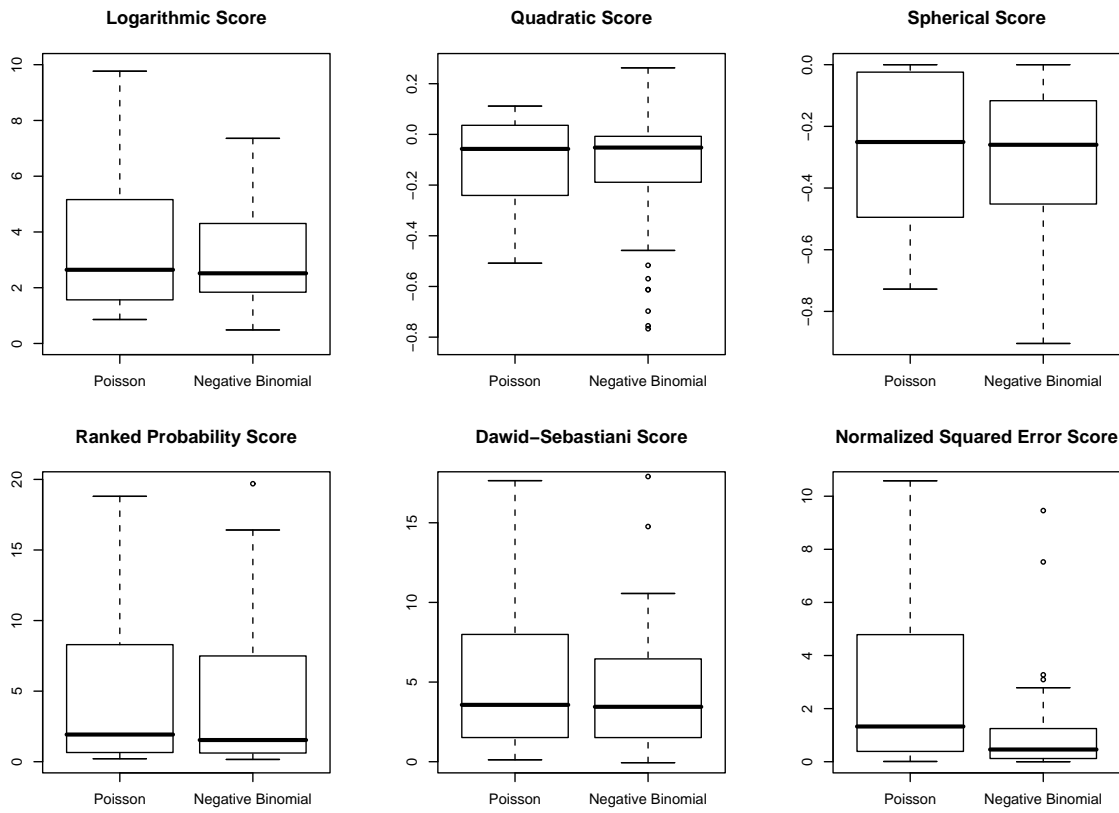 Logarithmic Score
0
2
4
6
8
10
Poisson
Negative Binomial
Quadratic Score
−0.8
−0.6
−0.4
−0.2
0.0
0.2
Poisson
Negative Binomial
Spherical Score
−0.8
−0.6
−0.4
−0.2
0.0
Poisson
Negative Binomial
Ranked Probability Score
0
5
10
15
20
Poisson
Negative Binomial
Dawid−Sebastiani Score
0
5
10
15
Poisson
Negative Binomial
Normalized Squared Error Score
0
2
4
6
8
10
Poisson
Negative Binomial